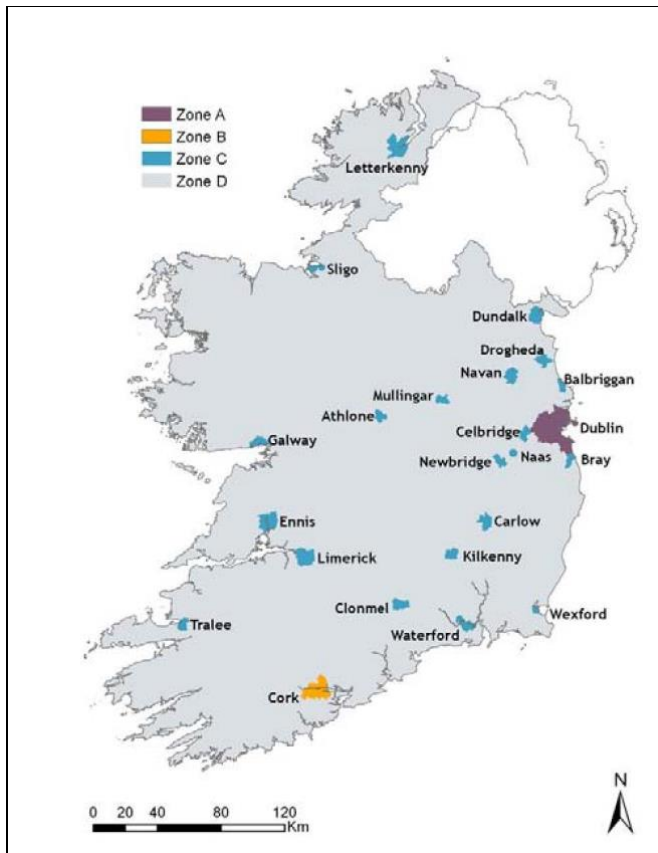 Zone A
Zone B
Zone C
Zone D
Letterkenny
Sligo
Dundalk
Drogheda
Navan
Balbriggan
Mullingar
Athlone
Dublin
Celbridge
Galway
Naas
Newbridge
Bray
Ennis
Carlow
Limerick
Kilkenny
Clonmel
Wexford
Tralee
Waterford
Cork
N
0 20 40 80 120
Km